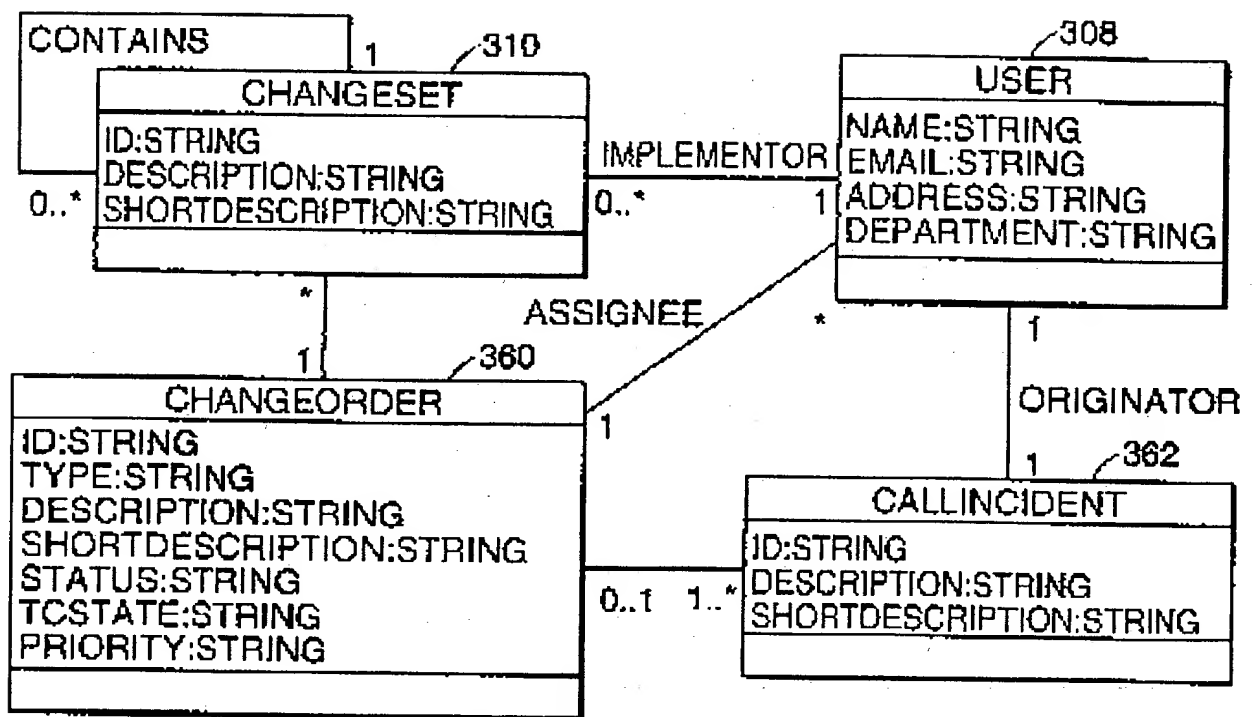 CONTAINS
1
310
CHANGESET
ID:STRING
DESCRIPTION:STRING
SHORTDESCRIPTION:STRING
0..*
IMPLEMENTOR
0..*
1
308
USER
NAME:STRING
EMAIL:STRING
ADDRESS:STRING
DEPARTMENT:STRING
*
1
ASSIGNEE
*
1
360
CHANGEORDER
ID:STRING
TYPE:STRING
DESCRIPTION:STRING
SHORTDESCRIPTION:STRING
STATUS:STRING
TCSTATE:STRING
PRIORITY:STRING
1
ORIGINATOR
1
362
CALLINCIDENT
ID:STRING
DESCRIPTION:STRING
SHORTDESCRIPTION:STRING
0..1
1..*